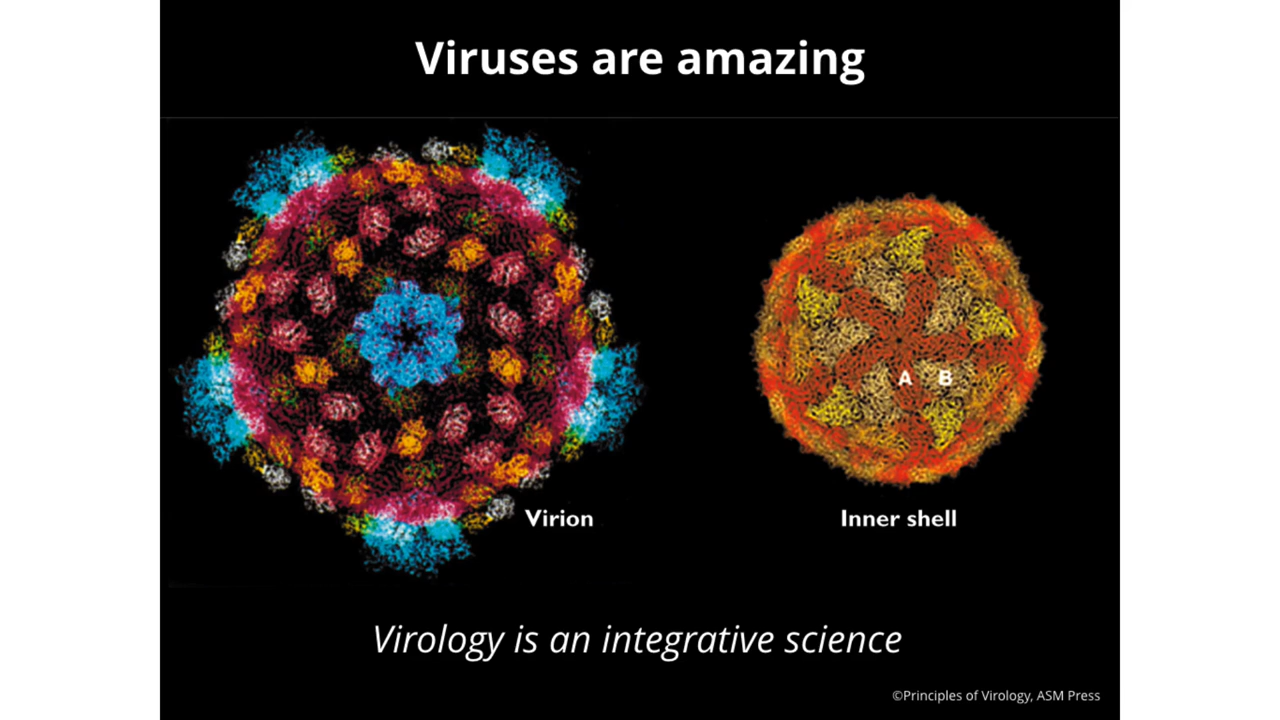 Viruses are amazing
A B
Virion
Inner shell
Virology is an integrative science
©Principles of Virology, ASM Press